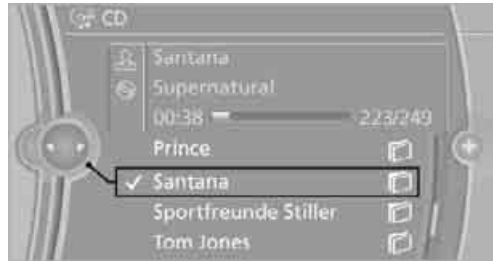 CD
Santana
Supernatural
00:38 223/249
Prince
Santana
Sportfreunde Stiller
Tom Jones